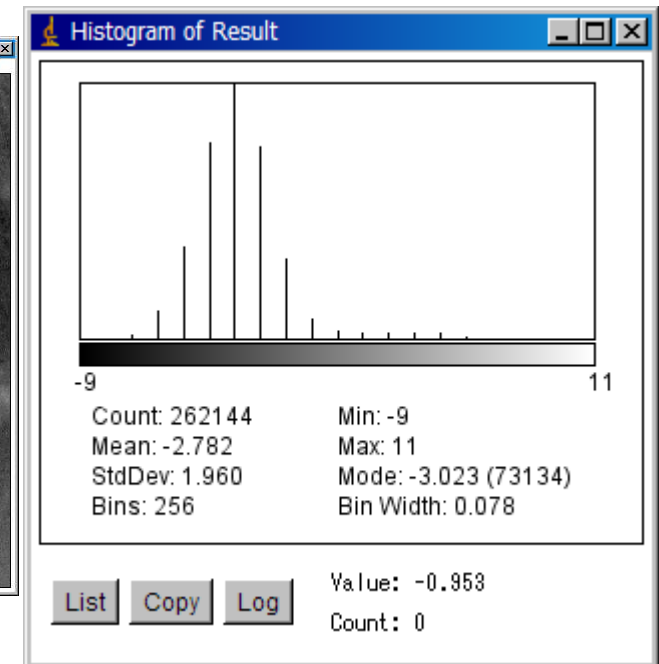 Histogram of Result
-9 11
Count: 262144 Min: -9
Mean: -2.782 Max: 11
StdDev: 1.960 Mode: -3.023 (73134)
Bins: 256 Bin Width: 0.078
List Copy Log Value: -0.953
Count: 0